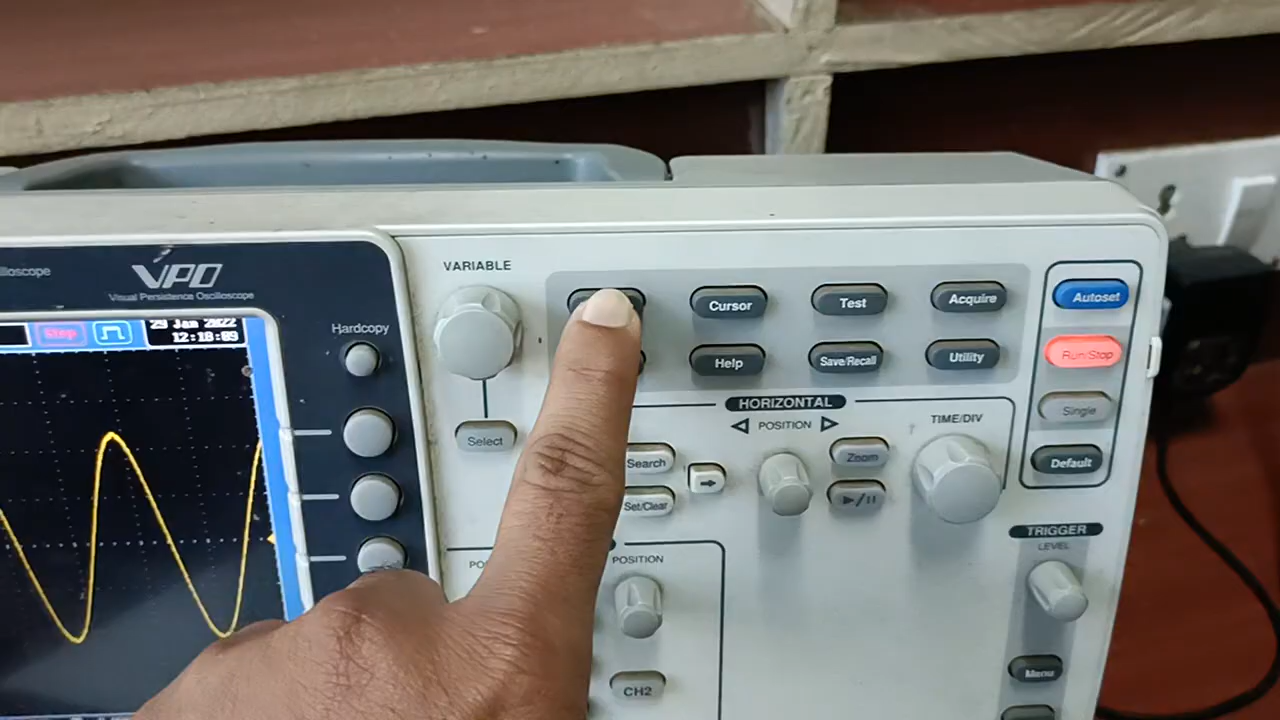 lloscope
VPO
Visual Persistence Oscilloscope
Stop
29 Jan 2022
12:18:09
Hardcopy
VARIABLE
Select
Cursor
Test
Acquire
Help
Save/Recall
Utility
Autoset
Run/Stop
Single
Default
HORIZONTAL
POSITION
TIME/DIV
Search
Zoom
Set/Clear
TRIGGER
LEVEL
PO
POSITION
CH2
Menu